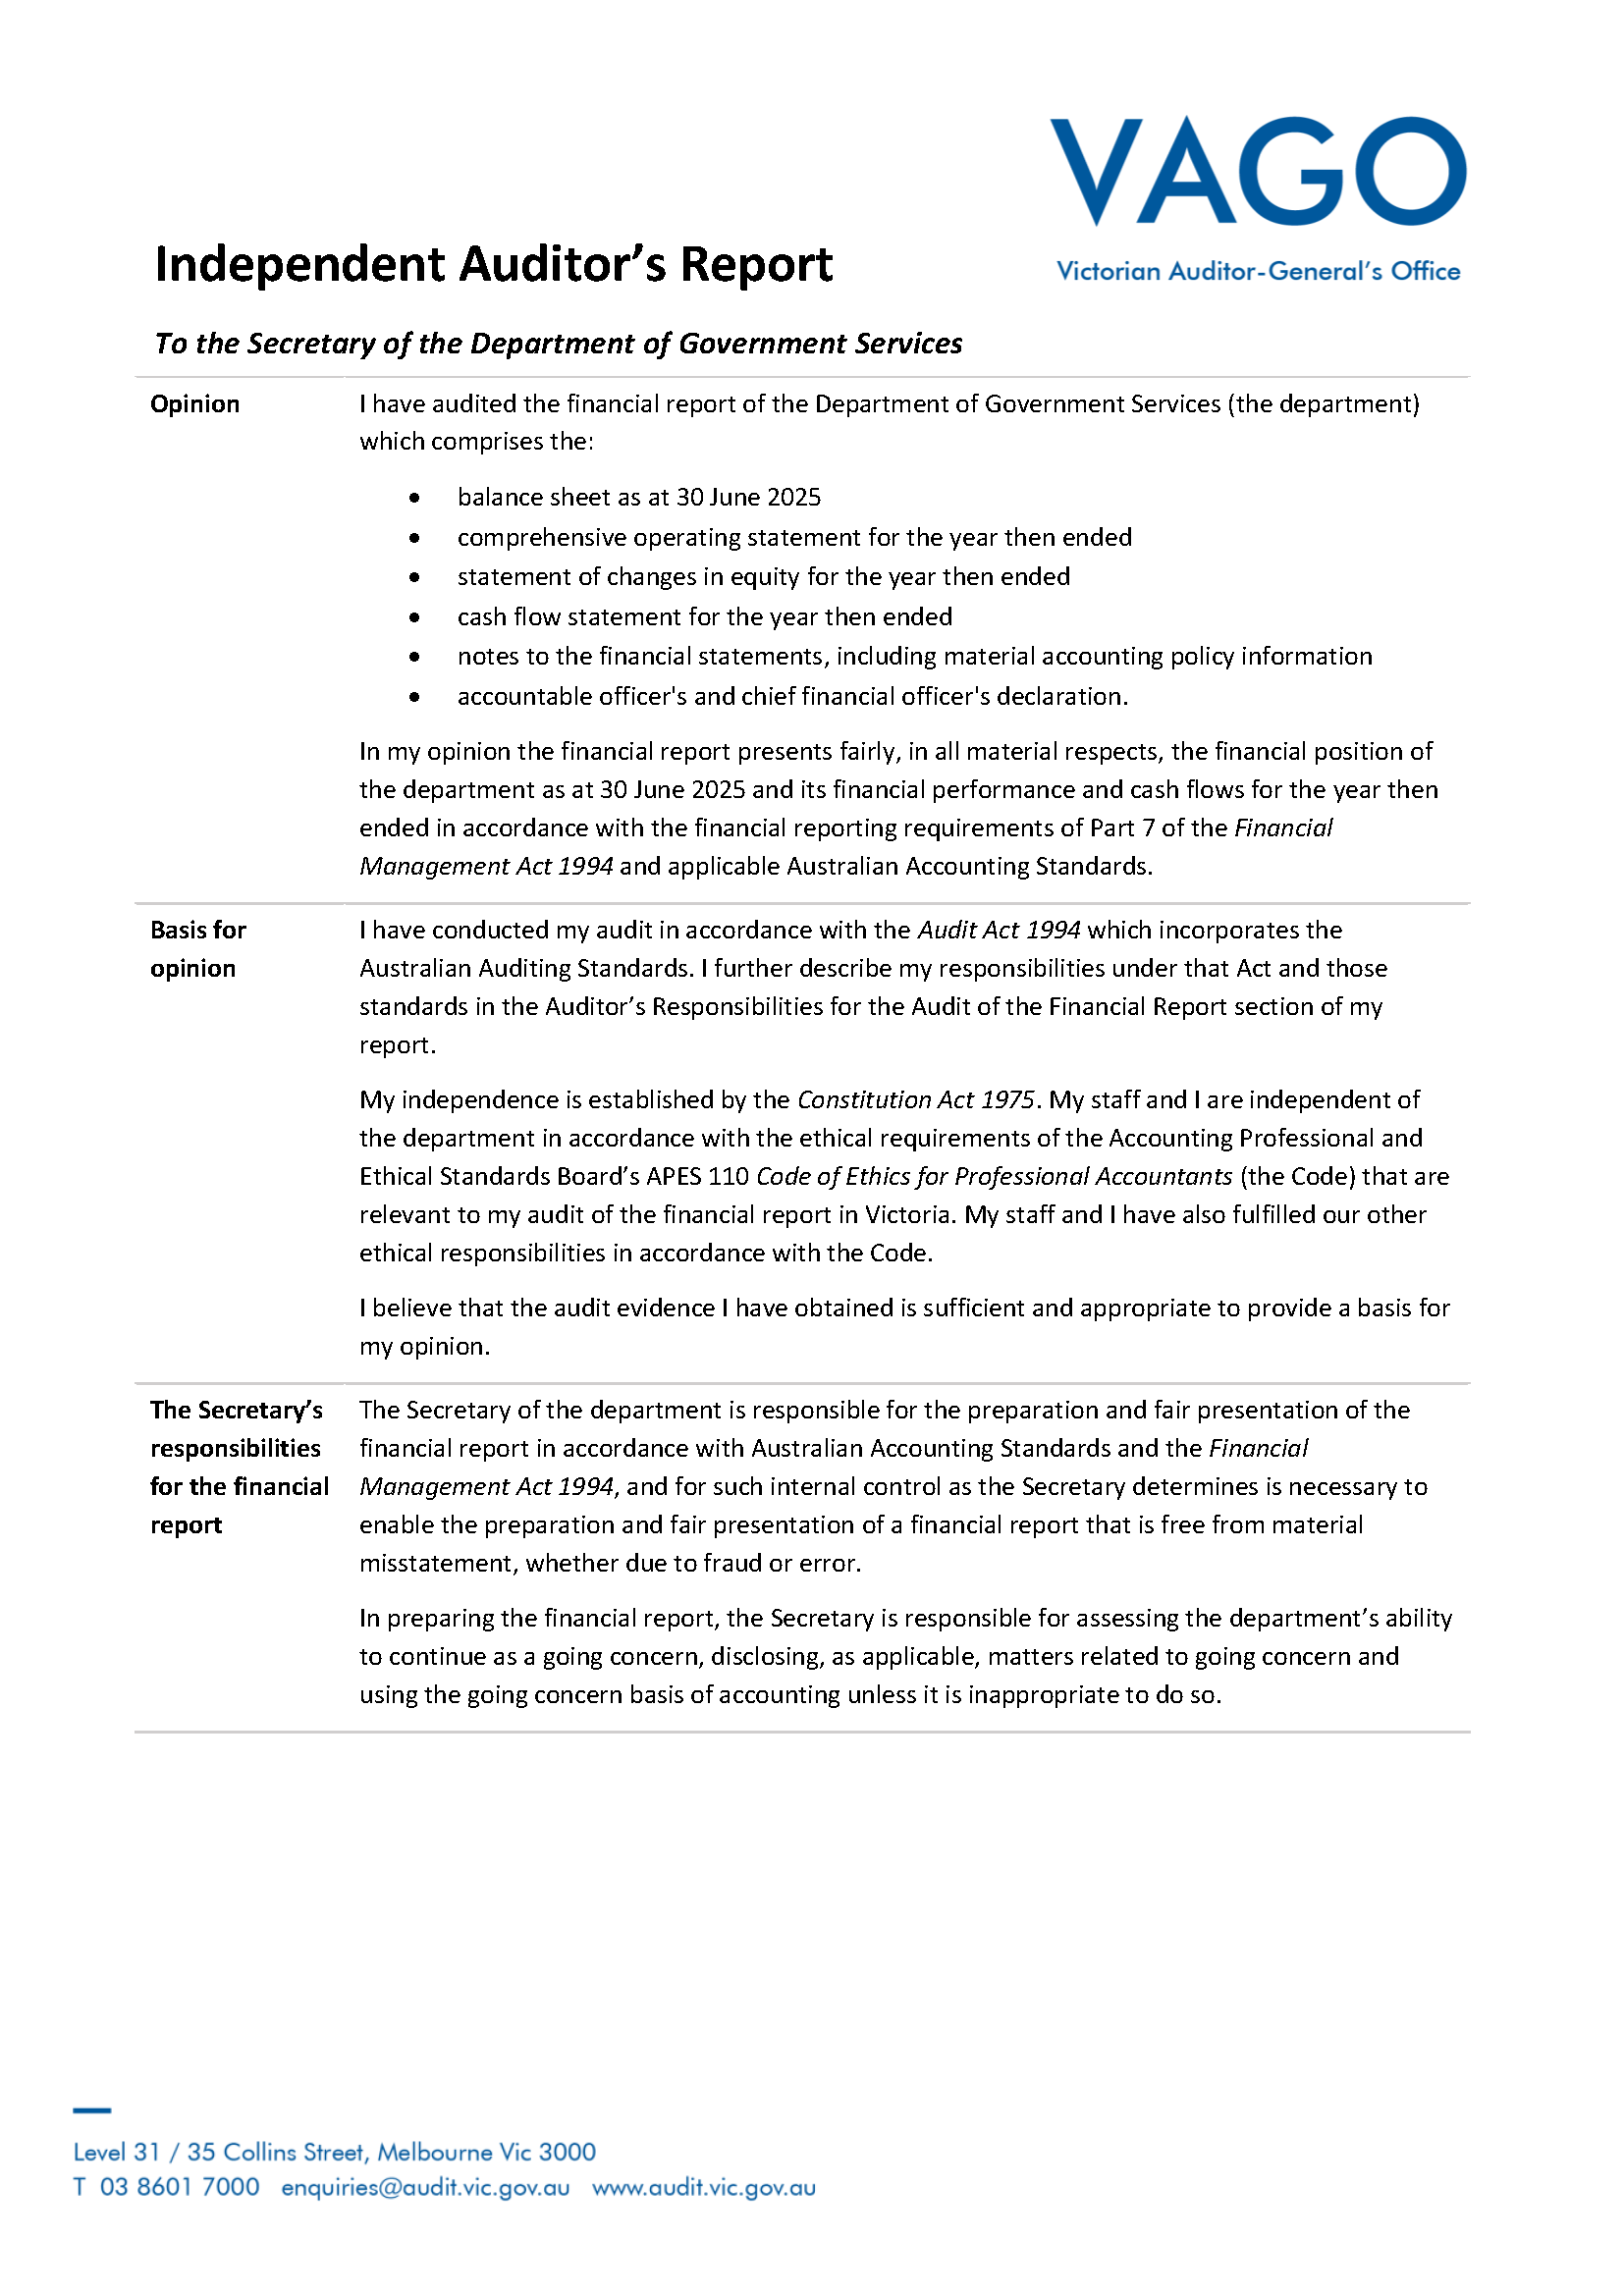 VAGO
Victorian Auditor-General's Office
Independent Auditor’s Report
To the Secretary of the Department of Government Services
Opinion
I have audited the financial report of the Department of Government Services (the department)
which comprises the:
• balance sheet as at 30 June 2025
• comprehensive operating statement for the year then ended
• statement of changes in equity for the year then ended
• cash flow statement for the year then ended
• notes to the financial statements, including material accounting policy information
• accountable officer's and chief financial officer's declaration.
In my opinion the financial report presents fairly, in all material respects, the financial position of
the department as at 30 June 2025 and its financial performance and cash flows for the year then
ended in accordance with the financial reporting requirements of Part 7 of the Financial
Management Act 1994 and applicable Australian Accounting Standards.
Basis for
opinion
I have conducted my audit in accordance with the Audit Act 1994 which incorporates the
Australian Auditing Standards. I further describe my responsibilities under that Act and those
standards in the Auditor’s Responsibilities for the Audit of the Financial Report section of my
report.
My independence is established by the Constitution Act 1975. My staff and I are independent of
the department in accordance with the ethical requirements of the Accounting Professional and
Ethical Standards Board’s APES 110 Code of Ethics for Professional Accountants (the Code) that are
relevant to my audit of the financial report in Victoria. My staff and I have also fulfilled our other
ethical responsibilities in accordance with the Code.
I believe that the audit evidence I have obtained is sufficient and appropriate to provide a basis for
my opinion.
The Secretary’s
responsibilities
for the financial
report
The Secretary of the department is responsible for the preparation and fair presentation of the
financial report in accordance with Australian Accounting Standards and the Financial
Management Act 1994, and for such internal control as the Secretary determines is necessary to
enable the preparation and fair presentation of a financial report that is free from material
misstatement, whether due to fraud or error.
In preparing the financial report, the Secretary is responsible for assessing the department’s ability
to continue as a going concern, disclosing, as applicable, matters related to going concern and
using the going concern basis of accounting unless it is inappropriate to do so.
Level 31 / 35 Collins Street, Melbourne Vic 3000
T 03 8601 7000 enquiries@audit.vic.gov.au www.audit.vic.gov.au